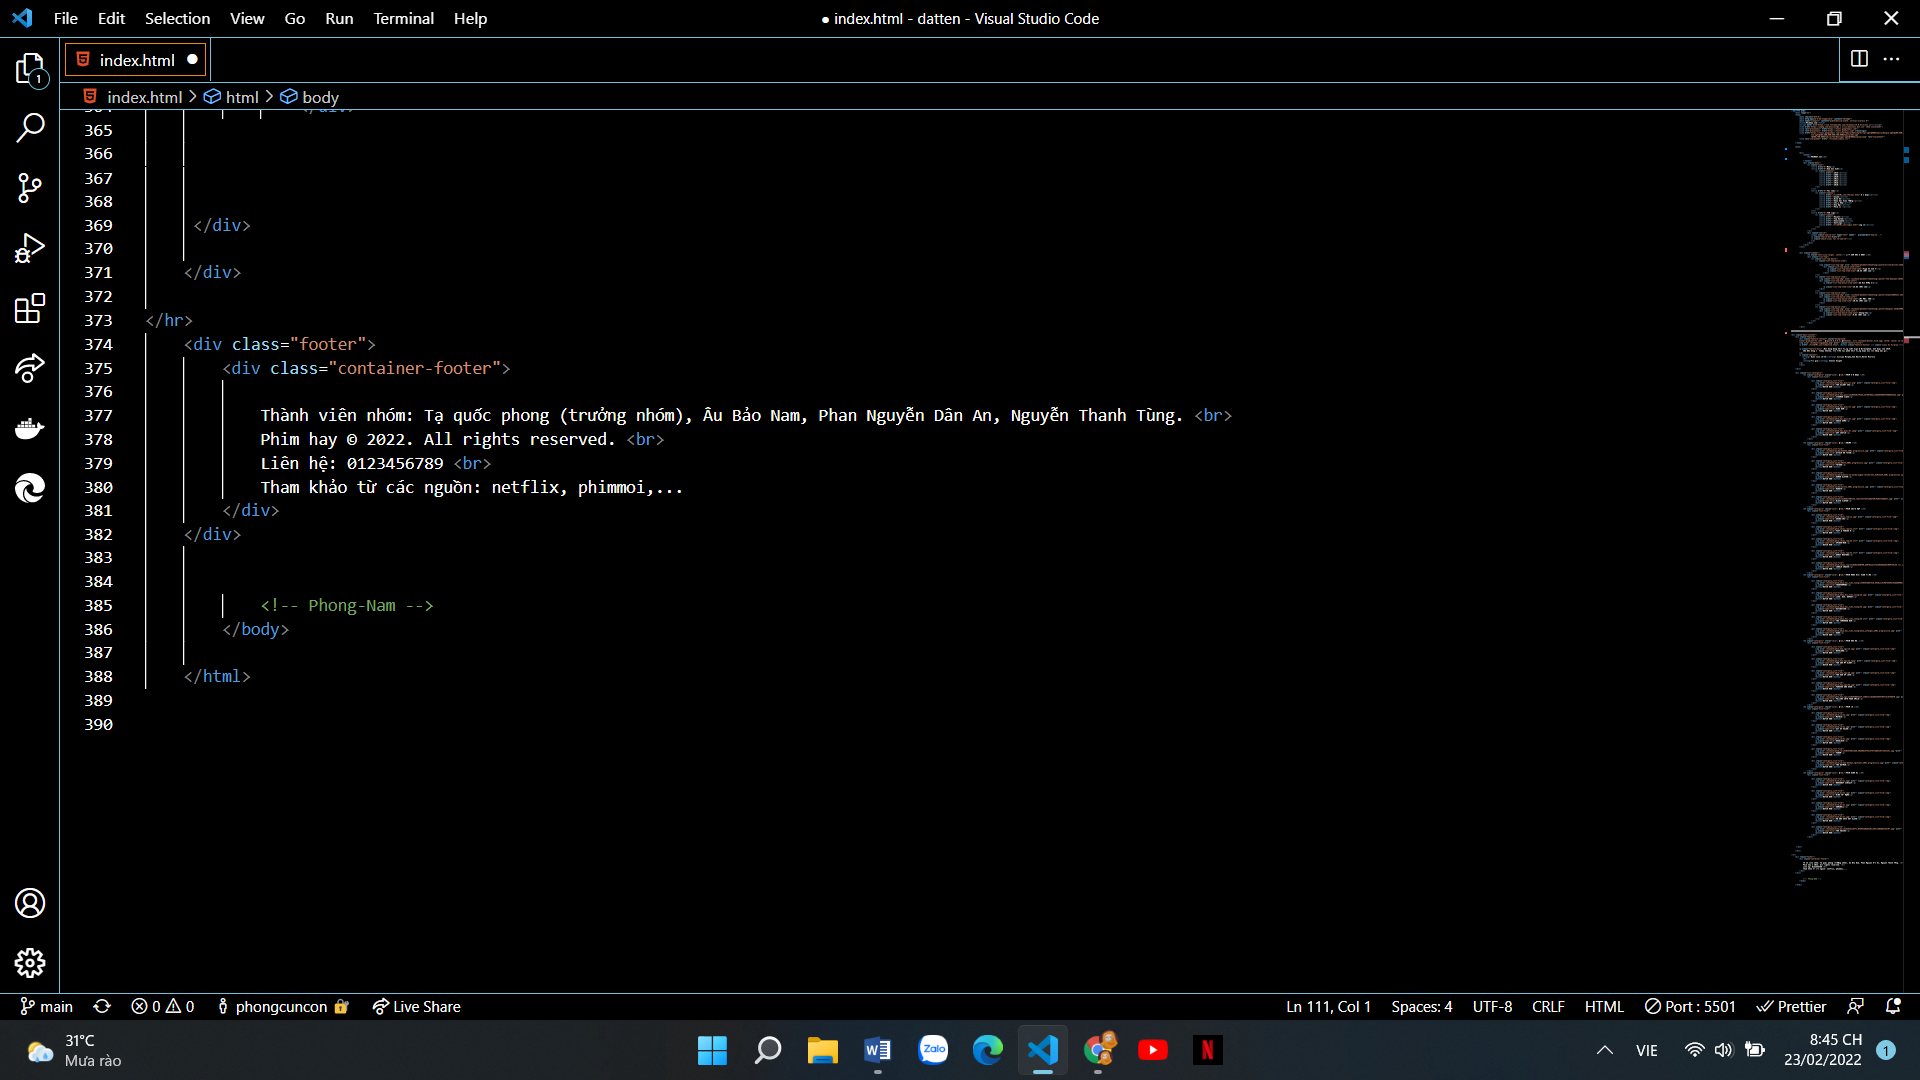 File Edit Selection View Go Run Terminal Help
● index.html - datten - Visual Studio Code
index.html
1
index.html > html > body
365
366
367
368
369 </div>
370
371 </div>
372
373 </hr>
374 <div class="footer">
375 <div class="container-footer">
376
377 Thành viên nhóm: Tạ quốc phong (trưởng nhóm), Âu Bảo Nam, Phan Nguyễn Dân An, Nguyễn Thanh Tùng. <br>
378 Phim hay © 2022. All rights reserved. <br>
379 Liên hệ: 0123456789 <br>
380 Tham khảo từ các nguồn: netflix, phimmoi,...
381 </div>
382 </div>
383
384
385 <!-- Phong-Nam -->
386 </body>
387
388 </html>
389
390
main 0 0 phongcuncon Live Share Ln 111, Col 1 Spaces: 4 UTF-8 CRLF HTML Port : 5501 Prettier
31°C
Mưa rào
Zalo
VIE
8:45 CH
23/02/2022
1